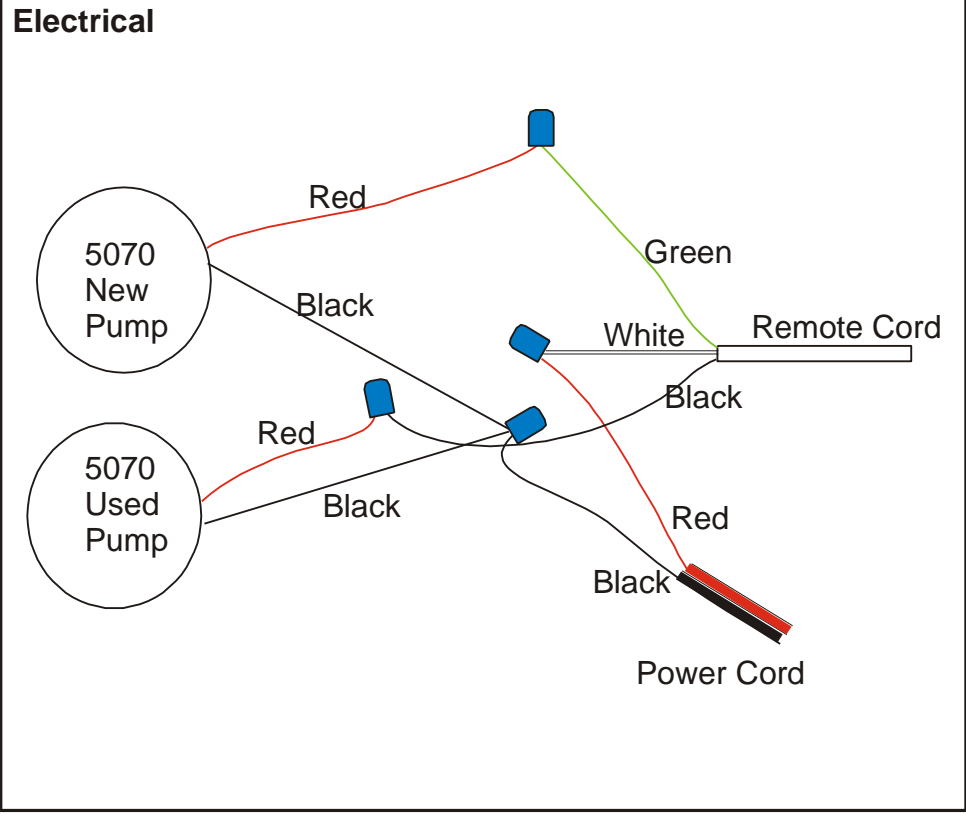 Electrical
Red
5070
New
Pump
Green
Black
White
Remote Cord
Black
Red
5070
Used
Pump
Black
Red
Black
Power Cord